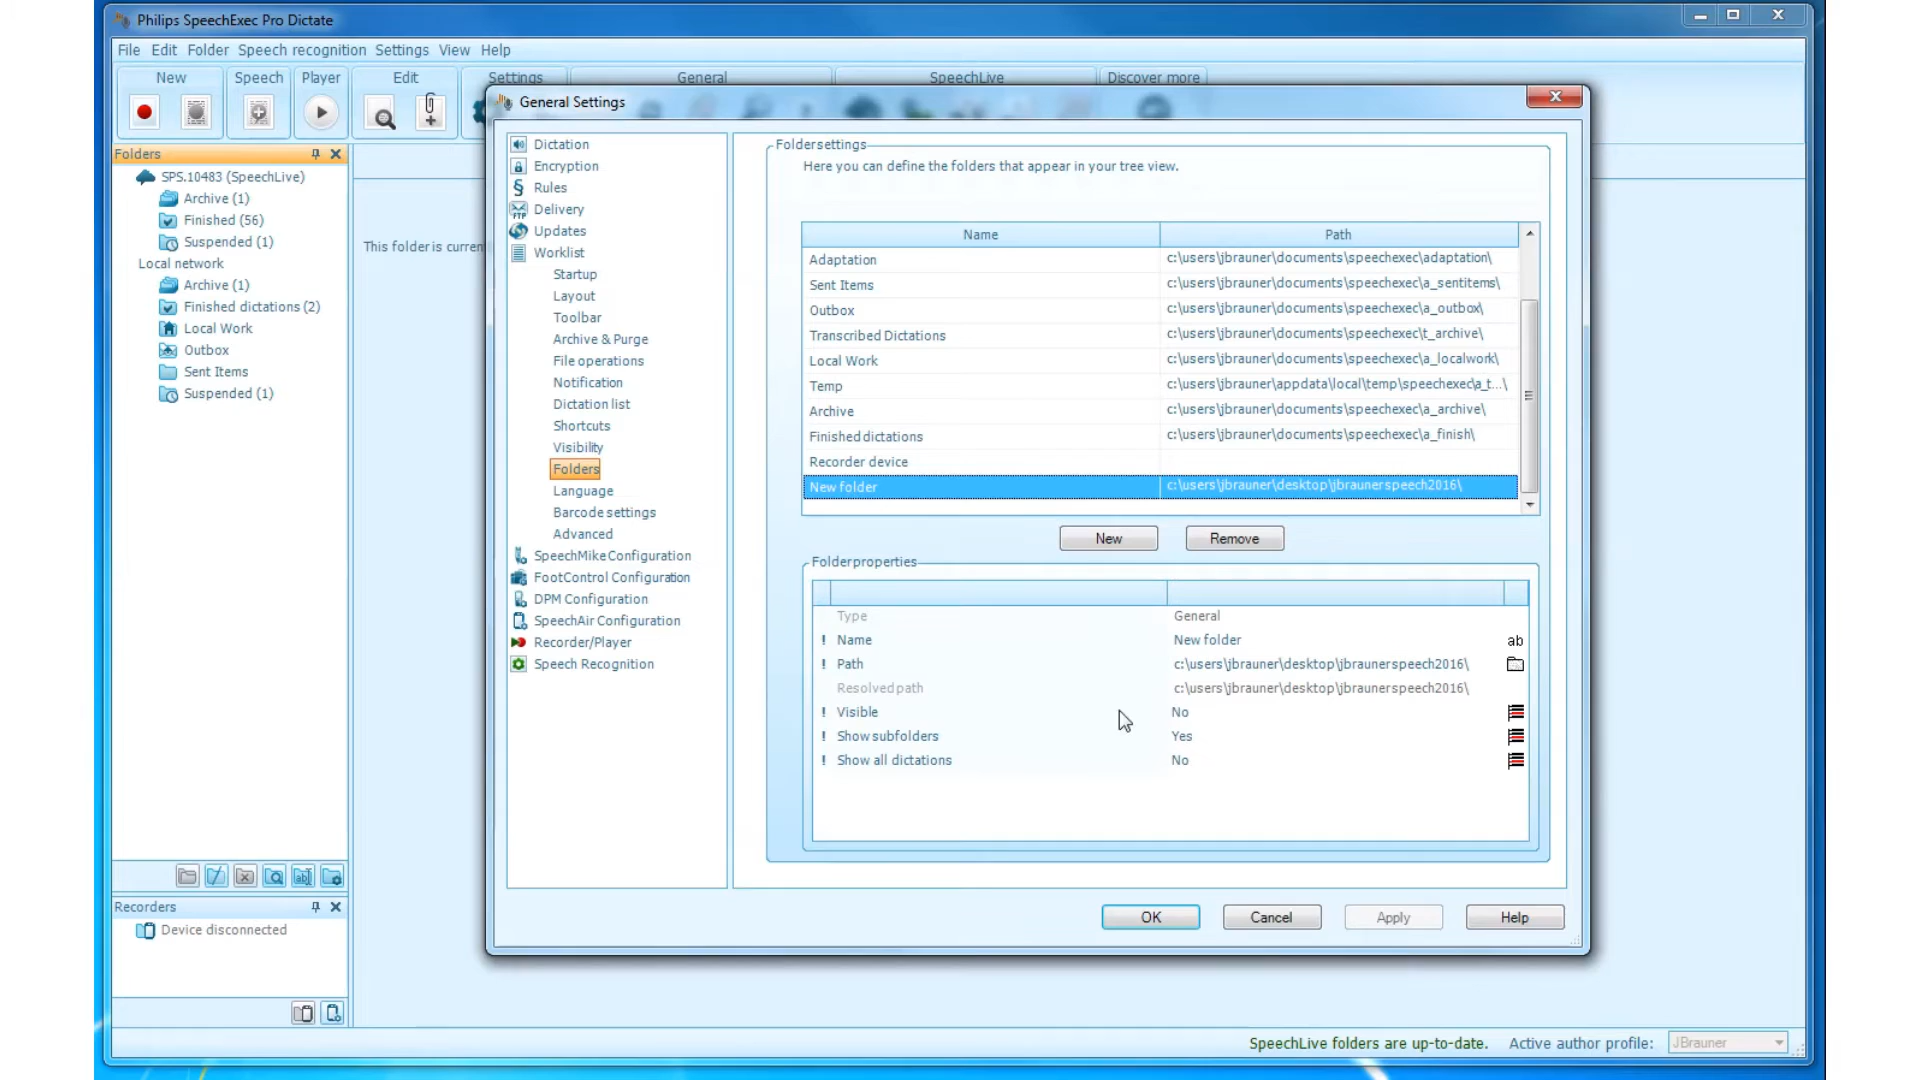 Philips SpeechExec Pro Dictate
File Edit Folder Speech recognition Settings View Help
New Speech Player Edit Settings General SpeechLive Discover more
General Settings
Folders
SPS.10483 (SpeechLive)
Archive (1)
Finished (56)
Suspended (1)
Local network
Archive (1)
Finished dictations (2)
Local Work
Outbox
Sent Items
Suspended (1)
This folder is curren
Dictation
Encryption
Rules
Delivery
Updates
Worklist
Startup
Layout
Toolbar
Archive & Purge
File operations
Notification
Dictation list
Shortcuts
Visibility
Folders
Language
Barcode settings
Advanced
SpeechMike Configuration
FootControl Configuration
DPM Configuration
SpeechAir Configuration
Recorder/Player
Speech Recognition
Foldersettings
Here you can define the folders that appear in your tree view.
Name Path
Adaptation c:\users\jbrauner\documents\speechexec\adaptation\
Sent Items c:\users\jbrauner\documents\speechexec\a_sentitems\
Outbox c:\users\jbrauner\documents\speechexec\a_outbox\
Transcribed Dictations c:\users\jbrauner\documents\speechexec\t_archive\
Local Work c:\users\jbrauner\documents\speechexec\a_localwork\
Temp c:\users\jbrauner\appdata\local\temp\speechexec\a_t...\
Archive c:\users\jbrauner\documents\speechexec\a_archive\
Finished dictations c:\users\jbrauner\documents\speechexec\a_finish\
Recorder device
New folder c:\users\jbrauner\desktop\jbraunerspeech2016\
New Remove
Folderproperties
Type General
! Name New folder ab
! Path c:\users\jbrauner\desktop\jbraunerspeech2016\
Resolved path c:\users\jbrauner\desktop\jbraunerspeech2016\
! Visible No
! Show subfolders Yes
! Show all dictations No
OK Cancel Apply Help
Recorders
Device disconnected
SpeechLive folders are up-to-date. Active author profile: JBrauner